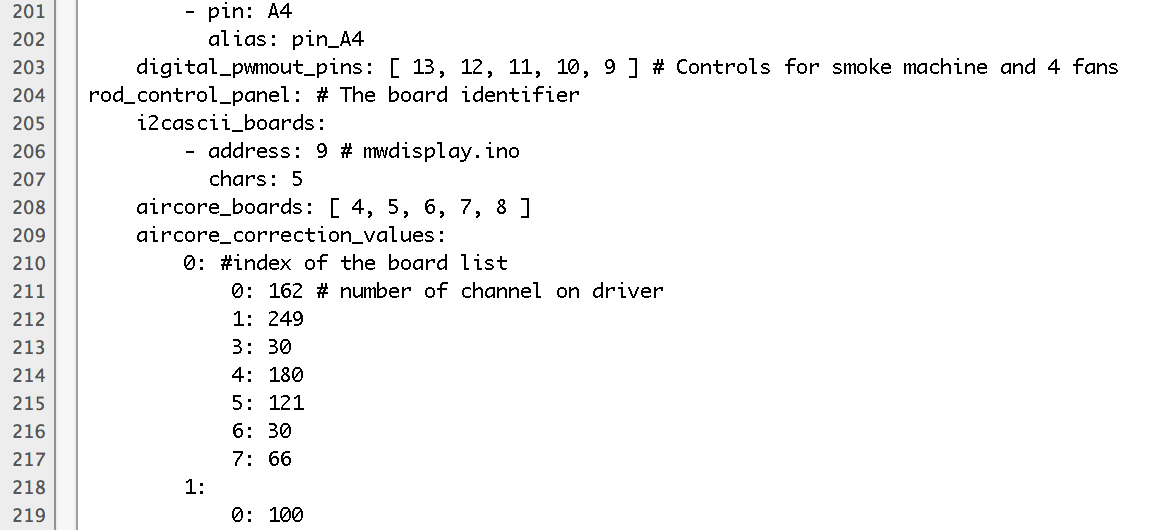 201 - pin: A4
202 alias: pin_A4
203 digital_pwmout_pins: [ 13, 12, 11, 10, 9 ] # Controls for smoke machine and 4 fans
204 rod_control_panel: # The board identifier
205 i2cascii_boards:
206 - address: 9 # mwdisplay.ino
207 chars: 5
208 aircore_boards: [ 4, 5, 6, 7, 8 ]
209 aircore_correction_values:
210 0: #index of the board list
211 0: 162 # number of channel on driver
212 1: 249
213 3: 30
214 4: 180
215 5: 121
216 6: 30
217 7: 66
218 1:
219 0: 100